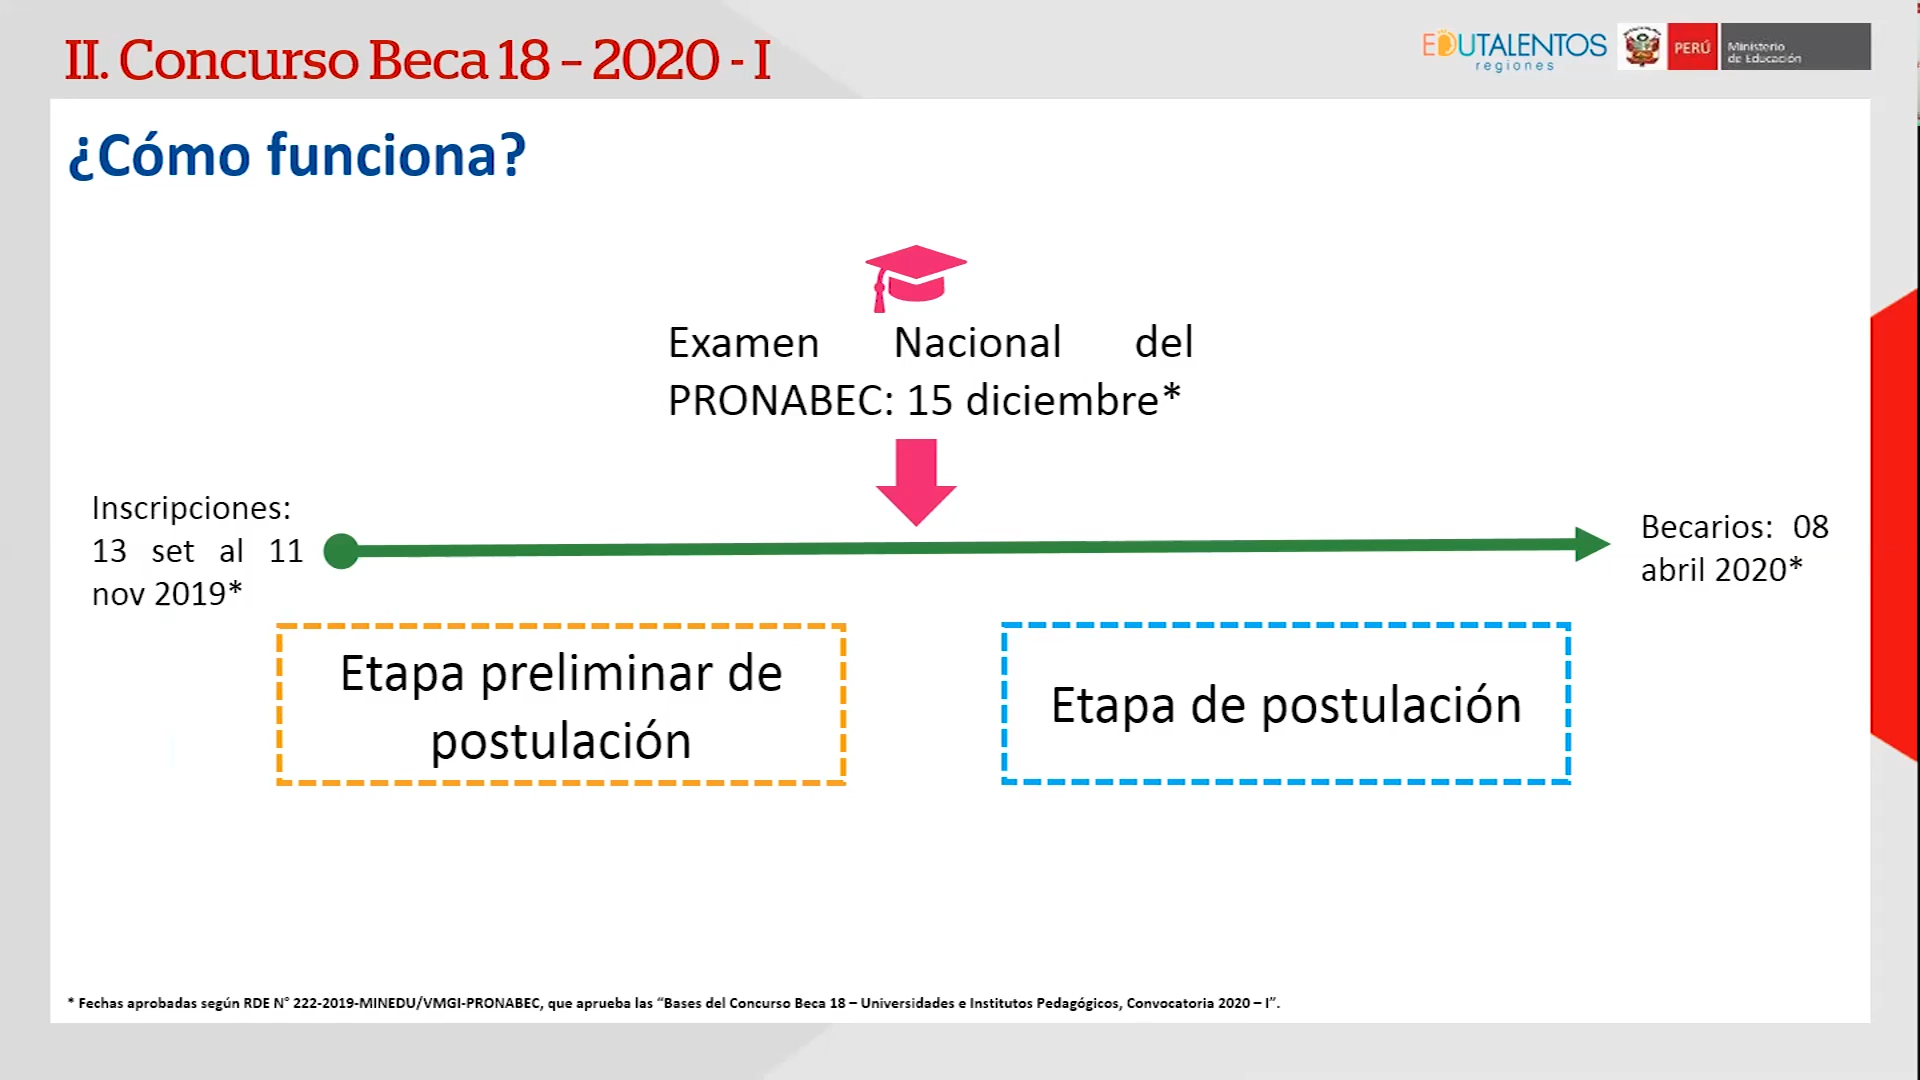 II. Concurso Beca 18 – 2020 - I
EDUTALENTOS
regiones
PERÚ
Ministerio
de Educación
¿Cómo funciona?
Examen Nacional del
PRONABEC: 15 diciembre*
Inscripciones:
13 set al 11
nov 2019*
Becarios: 08
abril 2020*
Etapa preliminar de
postulación
Etapa de postulación
* Fechas aprobadas según RDE N° 222-2019-MINEDU/VMGI-PRONABEC, que aprueba las “Bases del Concurso Beca 18 – Universidades e Institutos Pedagógicos, Convocatoria 2020 – I”.